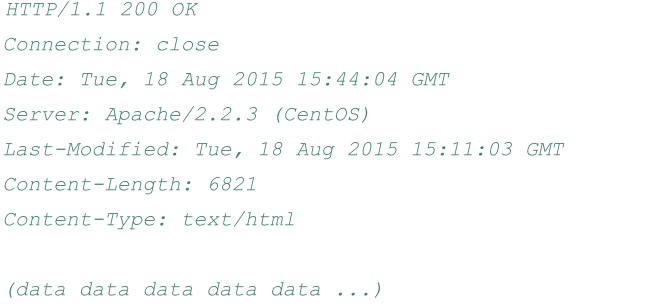 HTTP/1.1 200 OK
Connection: close
Date: Tue, 18 Aug 2015 15:44:04 GMT
Server: Apache/2.2.3 (CentOS)
Last-Modified: Tue, 18 Aug 2015 15:11:03 GMT
Content-Length: 6821
Content-Type: text/html
(data data data data data ...)